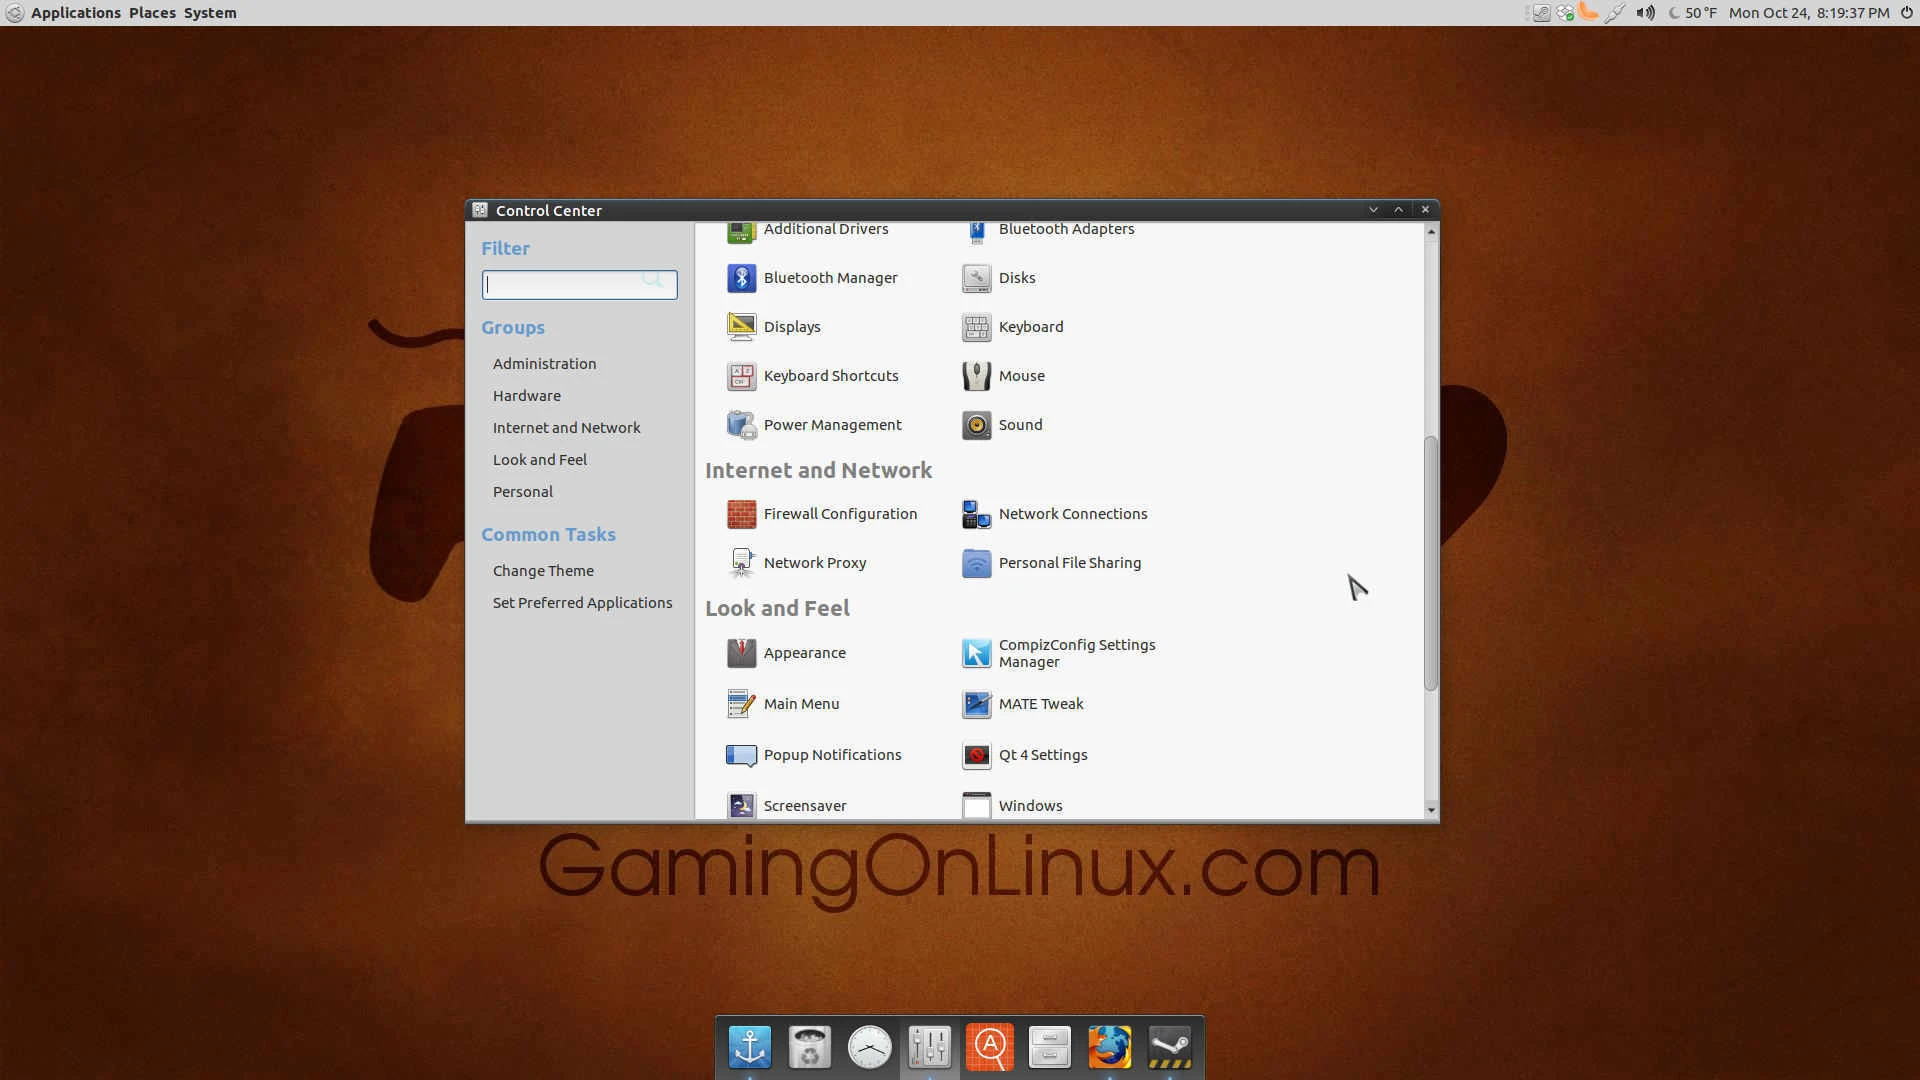 Applications Places System
50 °F Mon Oct 24, 8:19:37 PM
Control Center
Filter
Groups
Administration
Hardware
Internet and Network
Look and Feel
Personal
Common Tasks
Change Theme
Set Preferred Applications
Additional Drivers
Bluetooth Adapters
Bluetooth Manager
Disks
Displays
Keyboard
Keyboard Shortcuts
Mouse
Power Management
Sound
Internet and Network
Firewall Configuration
Network Connections
Network Proxy
Personal File Sharing
Look and Feel
Appearance
CompizConfig Settings
Manager
Main Menu
MATE Tweak
Popup Notifications
Qt 4 Settings
Screensaver
Windows
GamingOnLinux.com
A